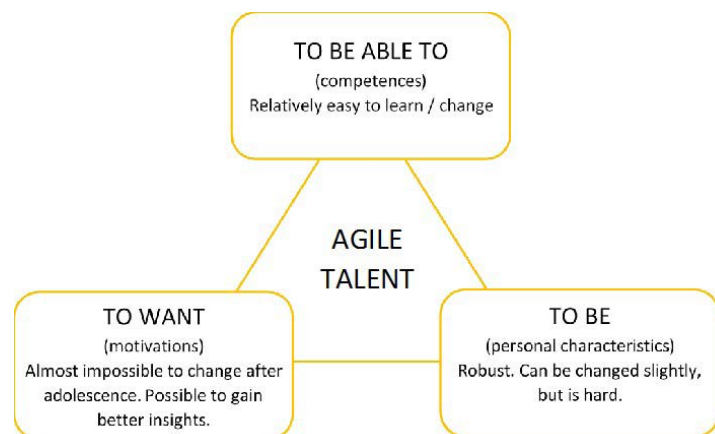 TO BE ABLE TO
(competences)
Relatively easy to learn / change
AGILE
TALENT
TO WANT
(motivations)
Almost impossible to change after
adolescence. Possible to gain
better insights.
TO BE
(personal characteristics)
Robust. Can be changed slightly,
but is hard.